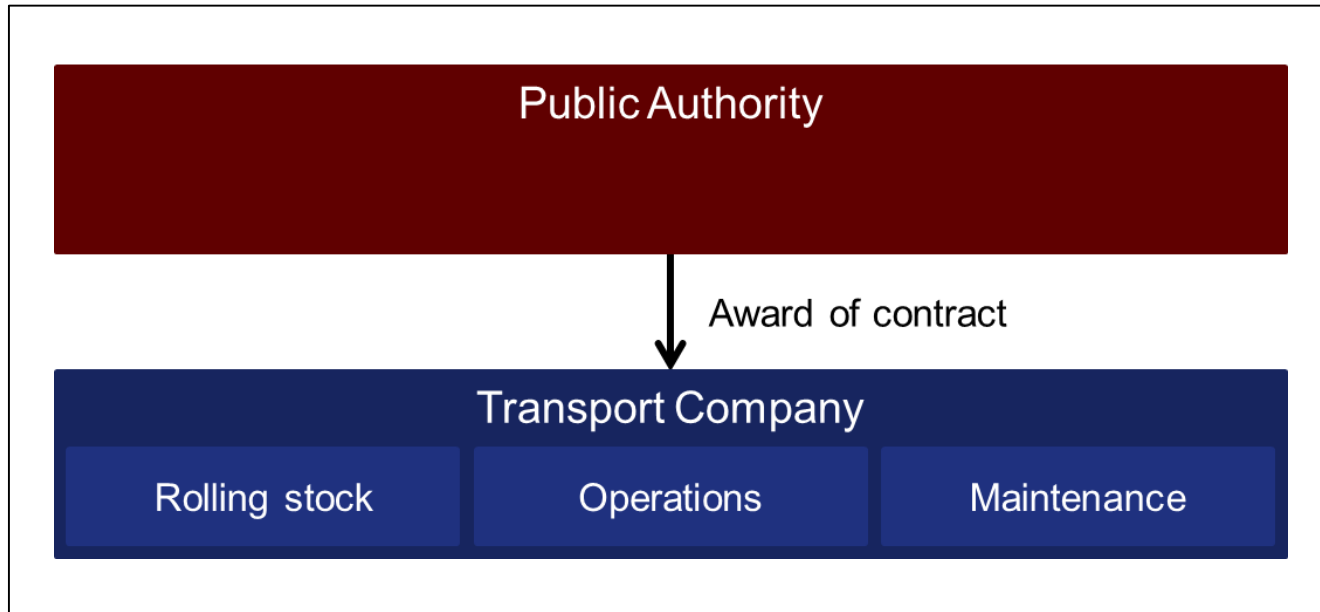 Public Authority
Award of contract
Transport Company
Rolling stock
Operations
Maintenance